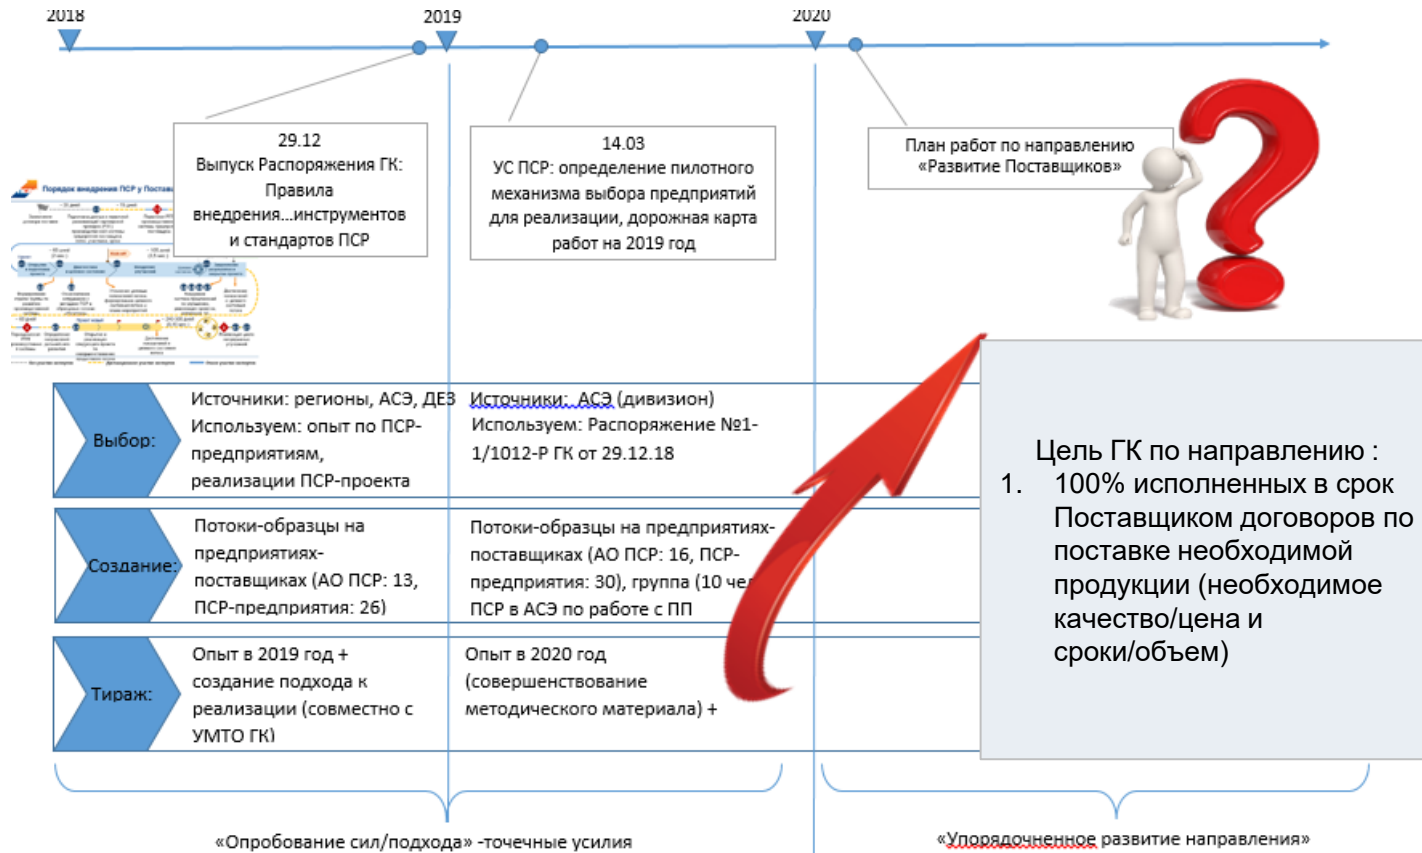 2018
2019
2020
29.12
Выпуск Распоряжения ГК:
Правила
внедрения...инструментов
и стандартов ПСР
14.03
УС ПСР: определение пилотного
механизма выбора предприятий
для реализации, дорожная карта
работ на 2019 год
План работ по направлению
«Развитие Поставщиков»
Порядок внедрения ПСР у Постав
Выбор:
Источники: регионы, АСЭ, ДЕЗ
Используем: опыт по ПСР-
предприятиям,
реализации ПСР-проекта
Источники: АСЭ (дивизион)
Используем: Распоряжение №1-
1/1012-Р ГК от 29.12.18
Создание:
Потоки-образцы на
предприятиях-
поставщиках (АО ПСР: 13,
ПСР-предприятия: 26)
Потоки-образцы на предприятиях-
поставщиках (АО ПСР: 16, ПСР-
предприятия: 30), группа (10 чел
ПСР в АСЭ по работе с ПП
Тираж:
Опыт в 2019 год +
создание подхода к
реализации (совместно с
УМТО ГК)
Опыт в 2020 год
(совершенствование
методического материала) +
Цель ГК по направлению :
1. 100% исполненных в срок
Поставщиком договоров по
поставке необходимой
продукции (необходимое
качество/цена и
сроки/объем)
«Опробование сил/подхода» -точечные усилия
«Упорядоченное развитие направления»